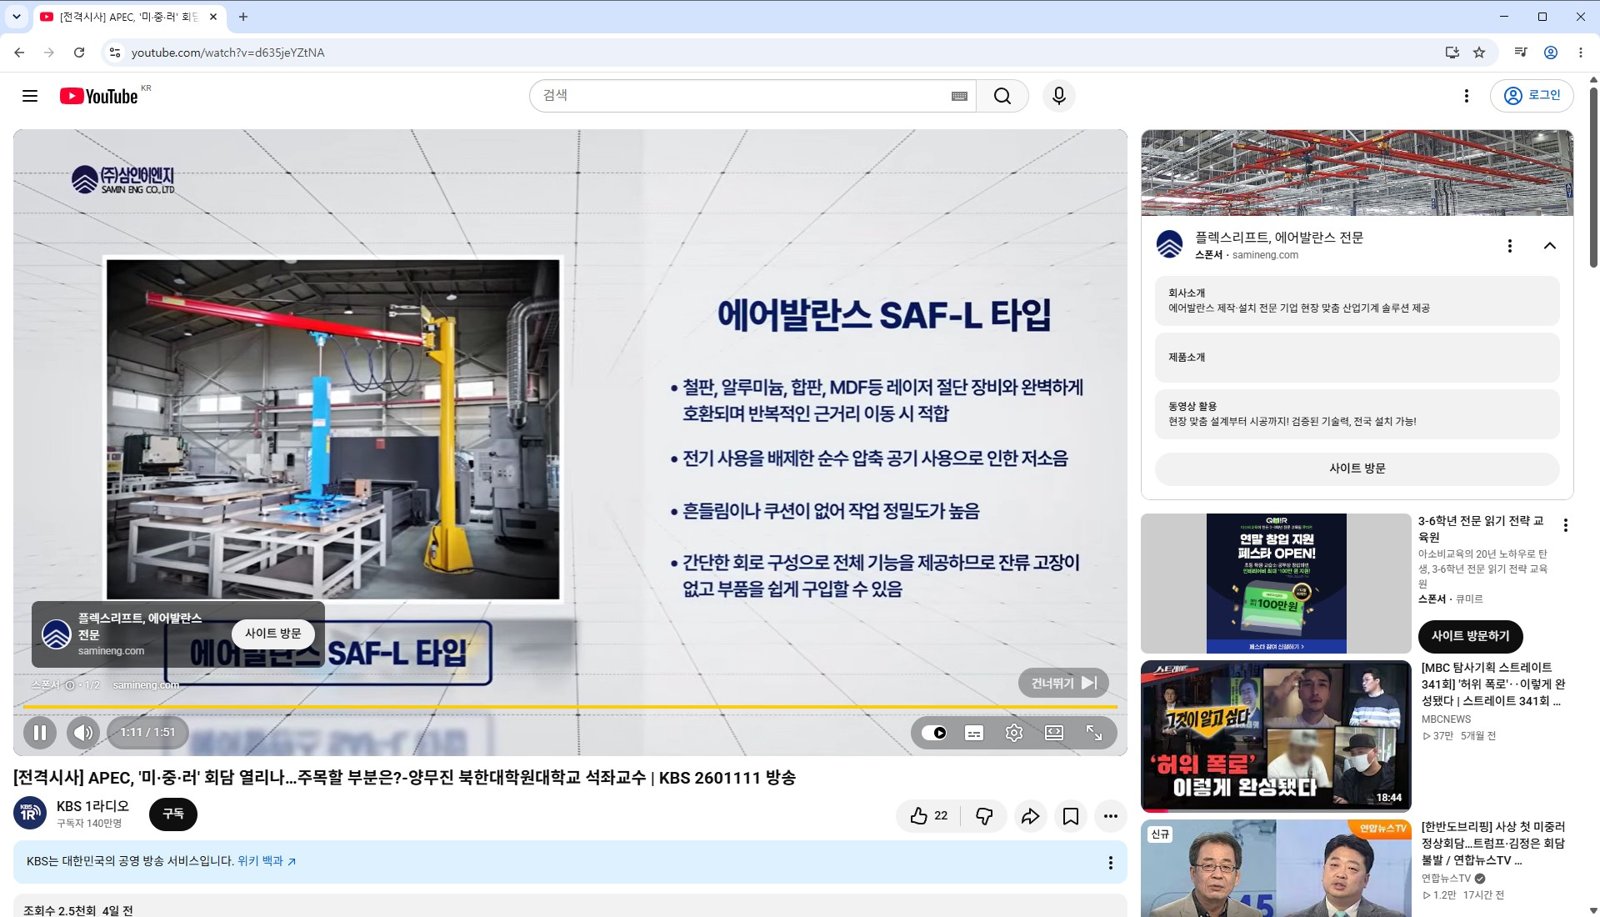 [전격시사] APEC, '미·중·러' 회담
youtube.com/watch?v=d635jeYZtNA
YouTube KR
검색
로그인
(주)삼인이엔지
SAMIN ENG CO.,LTD
에어발란스 SAF-L 타입
• 철판, 알루미늄, 합판, MDF등 레이저 절단 장비와 완벽하게
호환되며 반복적인 근거리 이동 시 적합
• 전기 사용을 배제한 순수 압축 공기 사용으로 인한 저소음
• 흔들림이나 쿠션이 없어 작업 정밀도가 높음
• 간단한 회로 구성으로 전체 기능을 제공하므로 잔류 고장이
없고 부품을 쉽게 구입할 수 있음
플렉스리프트, 에어발란스
전문
samineng.com
사이트 방문
에어발란스 SAF-L 타입
스폰서 · 1/2 samineng.com
건너뛰기
1:11 / 1:51
[전격시사] APEC, '미·중·러' 회담 열리나...주목할 부분은?-양무진 북한대학원대학교 석좌교수 | KBS 2601111 방송
KBS 1라디오
구독자 140만명
구독
22
KBS는 대한민국의 공영 방송 서비스입니다. 위키 백과
조회수 2.5천회 4일 전
플렉스리프트, 에어발란스 전문
스폰서 · samineng.com
회사소개
에어발란스 제작·설치 전문 기업 현장 맞춤 산업기계 솔루션 제공
제품소개
동영상 활용
현장 맞춤 설계부터 시공까지! 검증된 기술력, 전국 설치 가능!
사이트 방문
연말 창업 지원
페스타 OPEN!
100만원
3-6학년 전문 읽기 전략 교
육원
아소비교육의 20년 노하우로 탄
생, 3-6학년 전문 읽기 전략 교육
원
스폰서 · 큐미르
사이트 방문하기
스트레이트
그것이 알고 싶다
'허위 폭로'
이렇게 완성됐다
18:44
[MBC 탐사기획 스트레이트
341회] '허위 폭로'··이렇게 완
성됐다 | 스트레이트 341회 ...
MBCNEWS
37만 5개월 전
신규
연합뉴스TV
[한반도브리핑] 사상 첫 미중러
정상회담…트럼프·김정은 회담
불발 / 연합뉴스TV ...
연합뉴스TV
1.2만 17시간 전